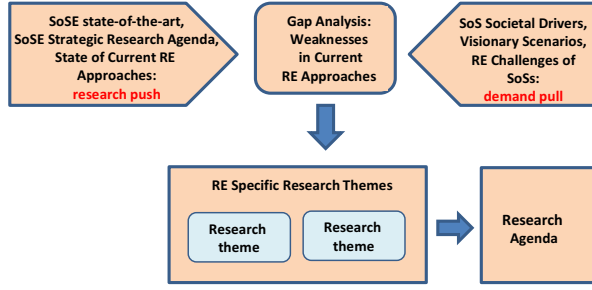 SoSE state-of-the-art,
SoSE Strategic Research Agenda,
State of Current RE
Approaches:
research push
Gap Analysis:
Weaknesses
in Current
RE Approaches
SoS Societal Drivers,
Visionary Scenarios,
RE Challenges of
SoSs:
demand pull
RE Specific Research Themes
Research
theme
Research
theme
Research
Agenda